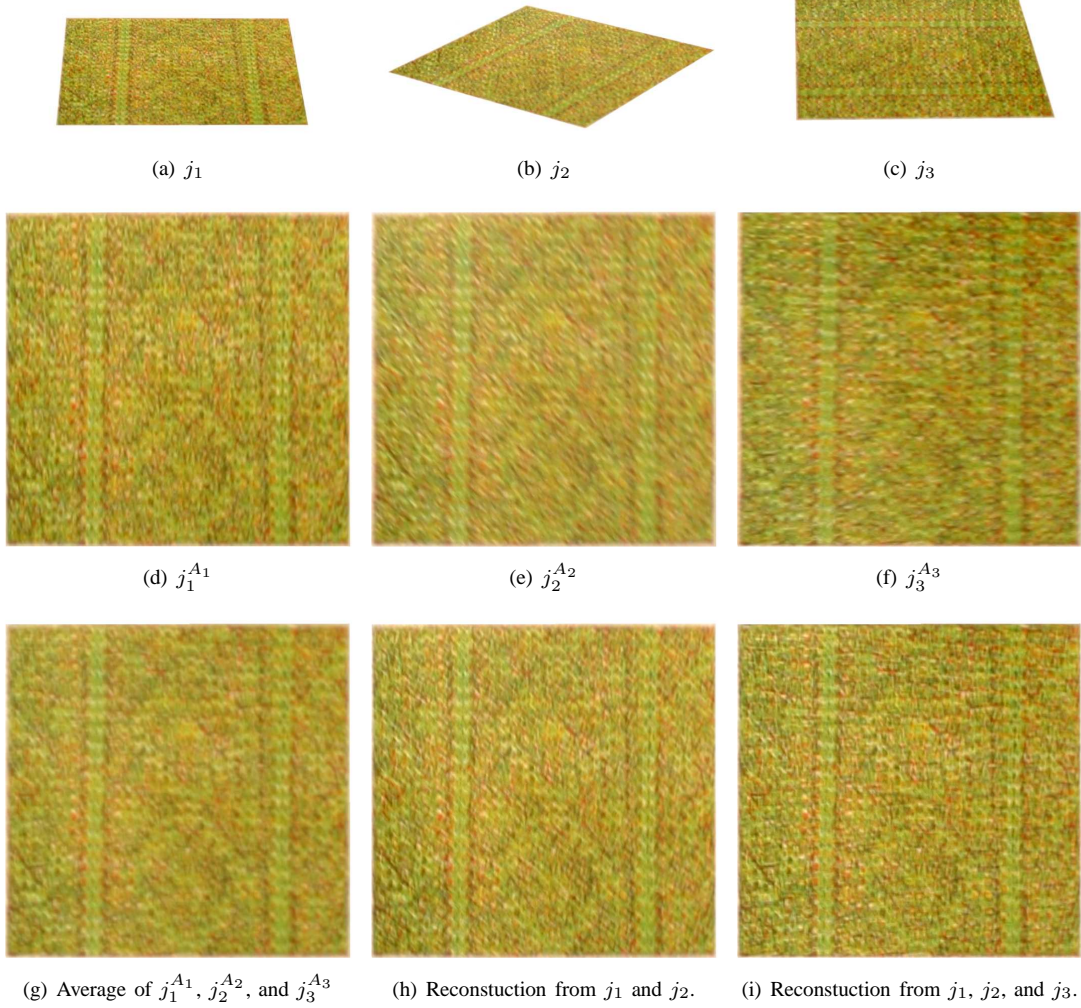 (a) j₁
(b) j₂
(c) j₃
(d) j₁^{A₁}
(e) j₂^{A₂}
(f) j₃^{A₃}
(g) Average of j₁^{A₁}, j₂^{A₂}, and j₃^{A₃}
(h) Reconstuction from j₁ and j₂.
(i) Reconstuction from j₁, j₂, and j₃.